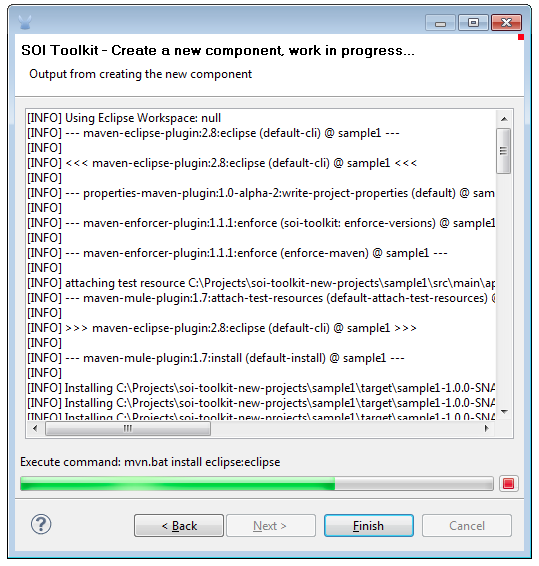 SOI Toolkit - Create a new component, work in progress...
Output from creating the new component
[INFO] Using Eclipse Workspace: null
[INFO] --- maven-eclipse-plugin:2.8:eclipse (default-cli) @ sample1 ---
[INFO]
[INFO] <<< maven-eclipse-plugin:2.8:eclipse (default-cli) @ sample1 <<<
[INFO]
[INFO] --- properties-maven-plugin:1.0-alpha-2:write-project-properties (default) @ sam
[INFO]
[INFO] --- maven-enforcer-plugin:1.1.1:enforce (soi-toolkit: enforce-versions) @ sample1
[INFO]
[INFO] --- maven-enforcer-plugin:1.1.1:enforce (enforce-maven) @ sample1 ---
[INFO]
[INFO] attaching test resource C:\Projects\soi-toolkit-new-projects\sample1\src\main\ap
[INFO] --- maven-mule-plugin:1.7:attach-test-resources (default-attach-test-resources) @
[INFO]
[INFO] >>> maven-eclipse-plugin:2.8:eclipse (default-cli) @ sample1 >>>
[INFO]
[INFO] --- maven-mule-plugin:1.7:install (default-install) @ sample1 ---
[INFO]
[INFO] Installing C:\Projects\soi-toolkit-new-projects\sample1\target\sample1-1.0.0-SNA
[INFO] Installing C:\Projects\soi-toolkit-new-projects\sample1\target\sample1-1.0.0-SNA
[INFO] Installing C:\Projects\soi-toolkit-new-projects\sample1\target\sample1-1.0.0-SNA
Execute command: mvn.bat install eclipse:eclipse
? < Back Next > Finish Cancel